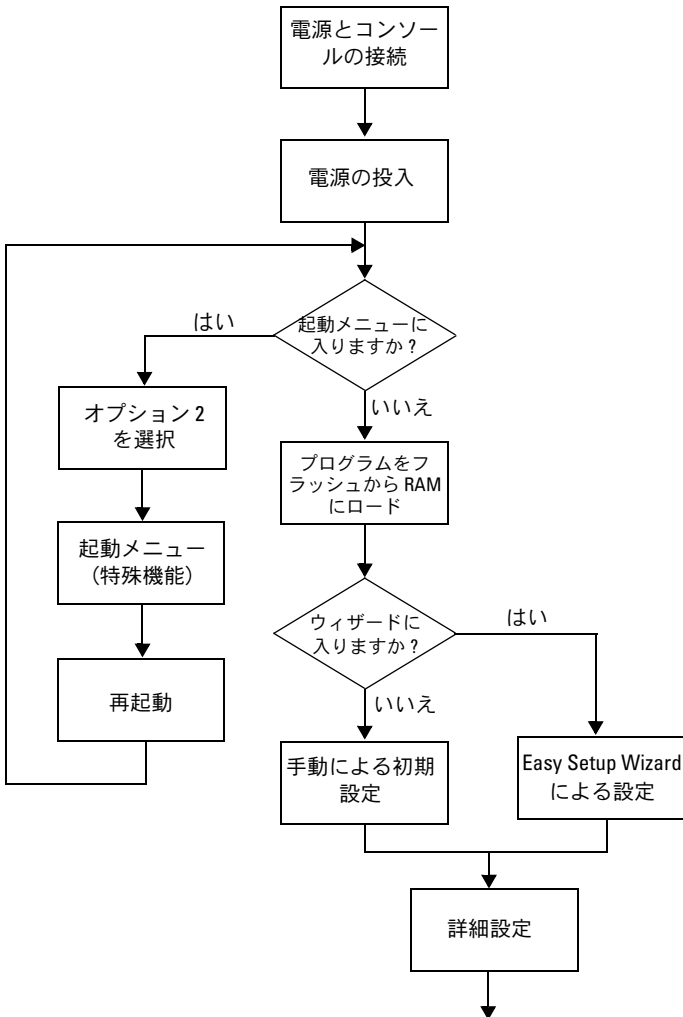 電源とコンソー
ルの接続
電源の投入
起動メニューに
入りますか ?
はい
いいえ
オプション 2
を選択
プログラムをフ
ラッシュから RAM
にロード
起動メニュー
(特殊機能)
ウィザードに
入りますか ?
はい
いいえ
再起動
手動による初期
設定
Easy Setup Wizard
による設定
詳細設定